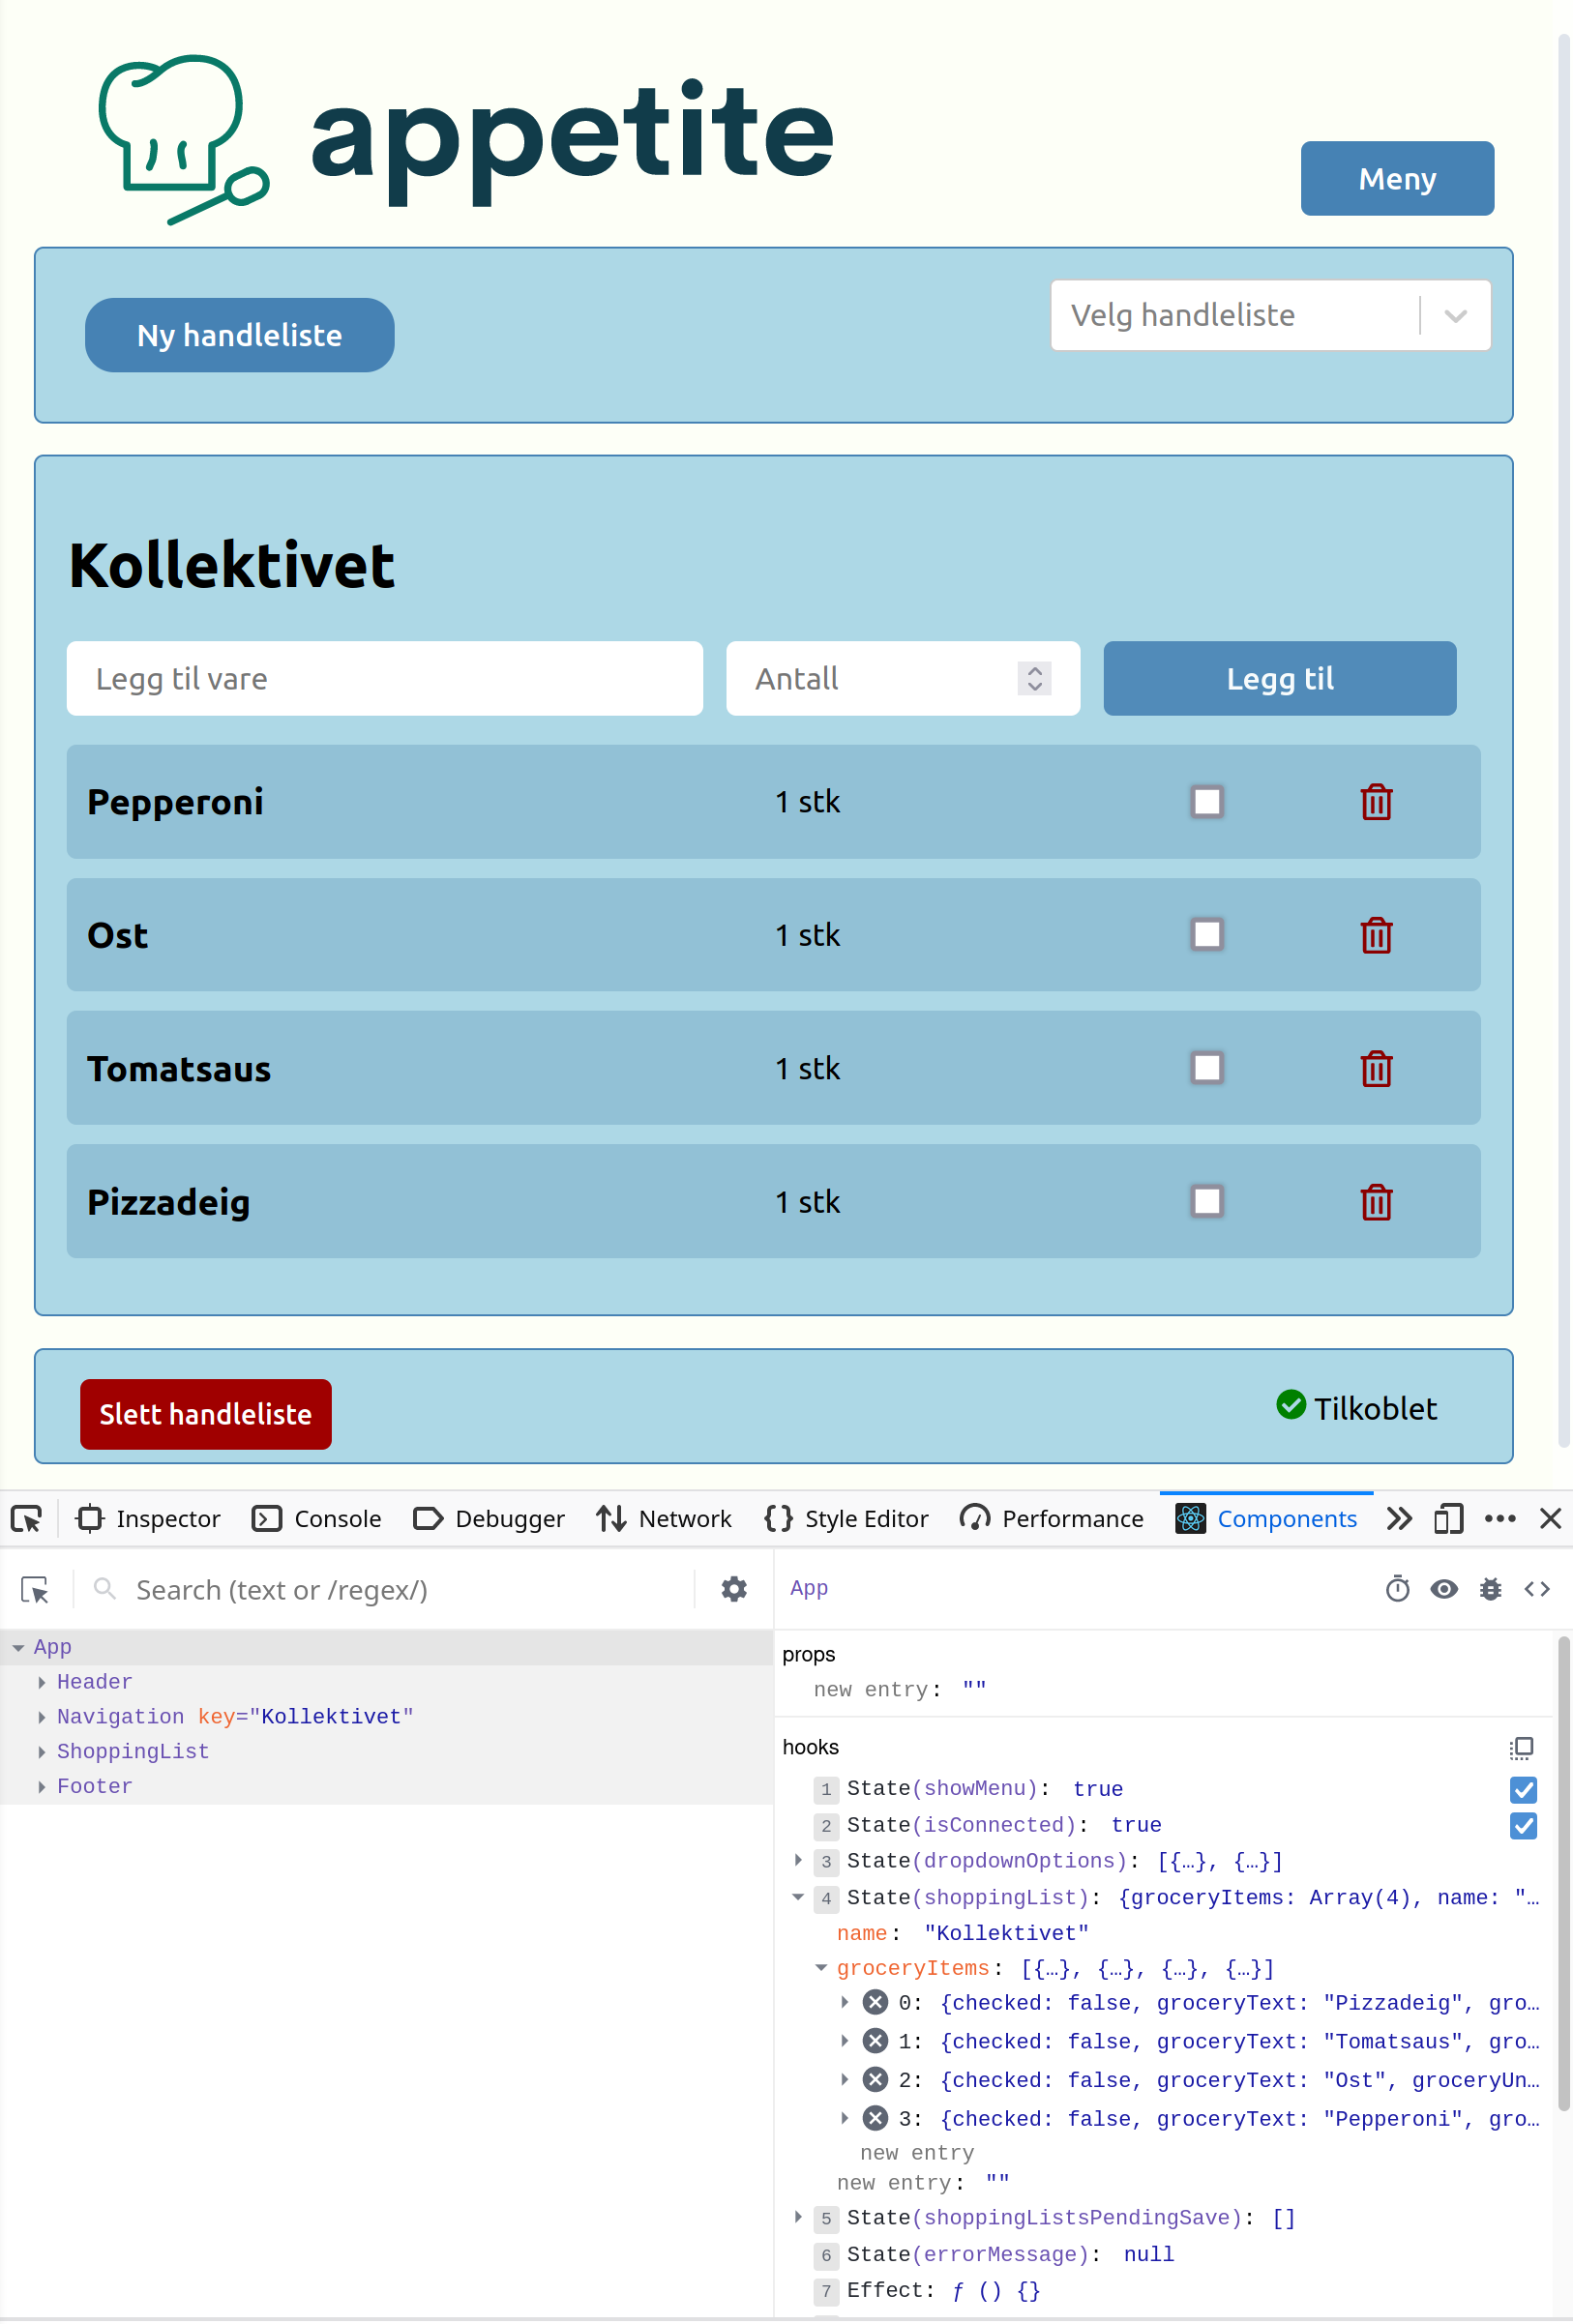 appetite
Meny
Ny handleliste
Velg handleliste
Kollektivet
Legg til vare
Antall
Legg til
Pepperoni 1 stk
Ost 1 stk
Tomatsaus 1 stk
Pizzadeig 1 stk
Slett handleliste
Tilkoblet
Inspector Console Debugger Network Style Editor Performance Components
Search (text or /regex/)
App
Header
Navigation key="Kollektivet"
ShoppingList
Footer
App
props
new entry: ""
hooks
1 State(showMenu): true
2 State(isConnected): true
3 State(dropdownOptions): [{…}, {…}]
4 State(shoppingList): {groceryItems: Array(4), name: "…
name: "Kollektivet"
groceryItems: [{…}, {…}, {…}, {…}]
0: {checked: false, groceryText: "Pizzadeig", gro…
1: {checked: false, groceryText: "Tomatsaus", gro…
2: {checked: false, groceryText: "Ost", groceryUn…
3: {checked: false, groceryText: "Pepperoni", gro…
new entry
new entry: ""
5 State(shoppingListsPendingSave): []
6 State(errorMessage): null
7 Effect: ƒ () {}